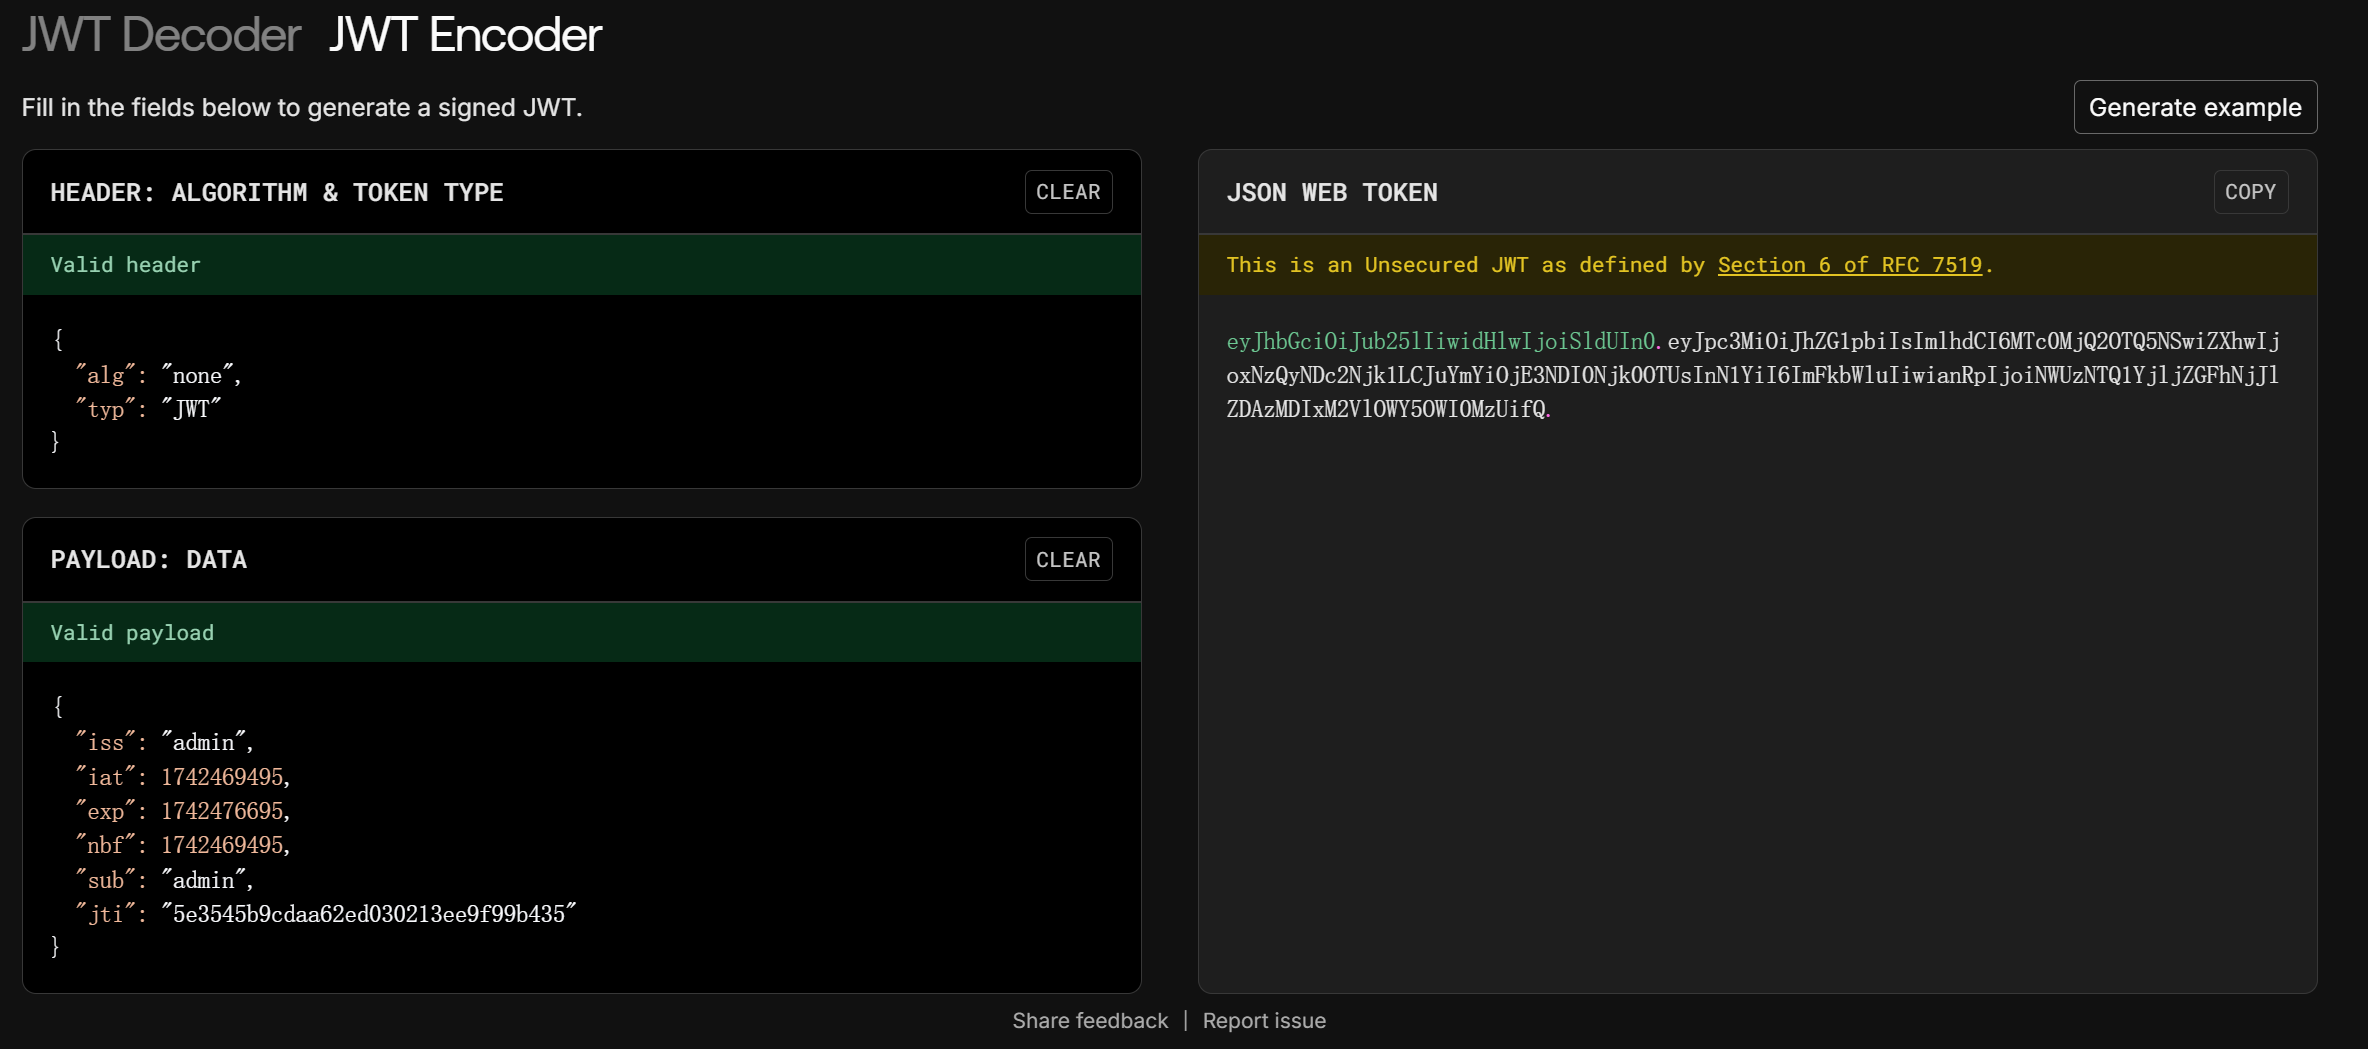 JWT Decoder JWT Encoder
Fill in the fields below to generate a signed JWT.
Generate example
HEADER: ALGORITHM & TOKEN TYPE
CLEAR
Valid header
{
"alg": "none",
"typ": "JWT"
}
PAYLOAD: DATA
CLEAR
Valid payload
{
"iss": "admin",
"iat": 1742469495,
"exp": 1742476695,
"nbf": 1742469495,
"sub": "admin",
"jti": "5e3545b9cdaa62ed030213ee9f99b435"
}
JSON WEB TOKEN
COPY
This is an Unsecured JWT as defined by Section 6 of RFC 7519.
eyJhbGciOiJub25lIiwidHlwIjoiSldUIn0.eyJpc3MiOiJhZG1pbiIsImlhdCI6MTc0MjQ2OTQ5NSwiZXhwIj
oxNzQyNDc2Njk1LCJuYmYiOjE3NDI0Njk0OTUsInN1YiI6ImFkbWluIiwianRpIjoiNWUzNTQ1YjljZGFhNjJl
ZDAzMDIxM2VlOWY5OWI0MzUifQ.
Share feedback | Report issue